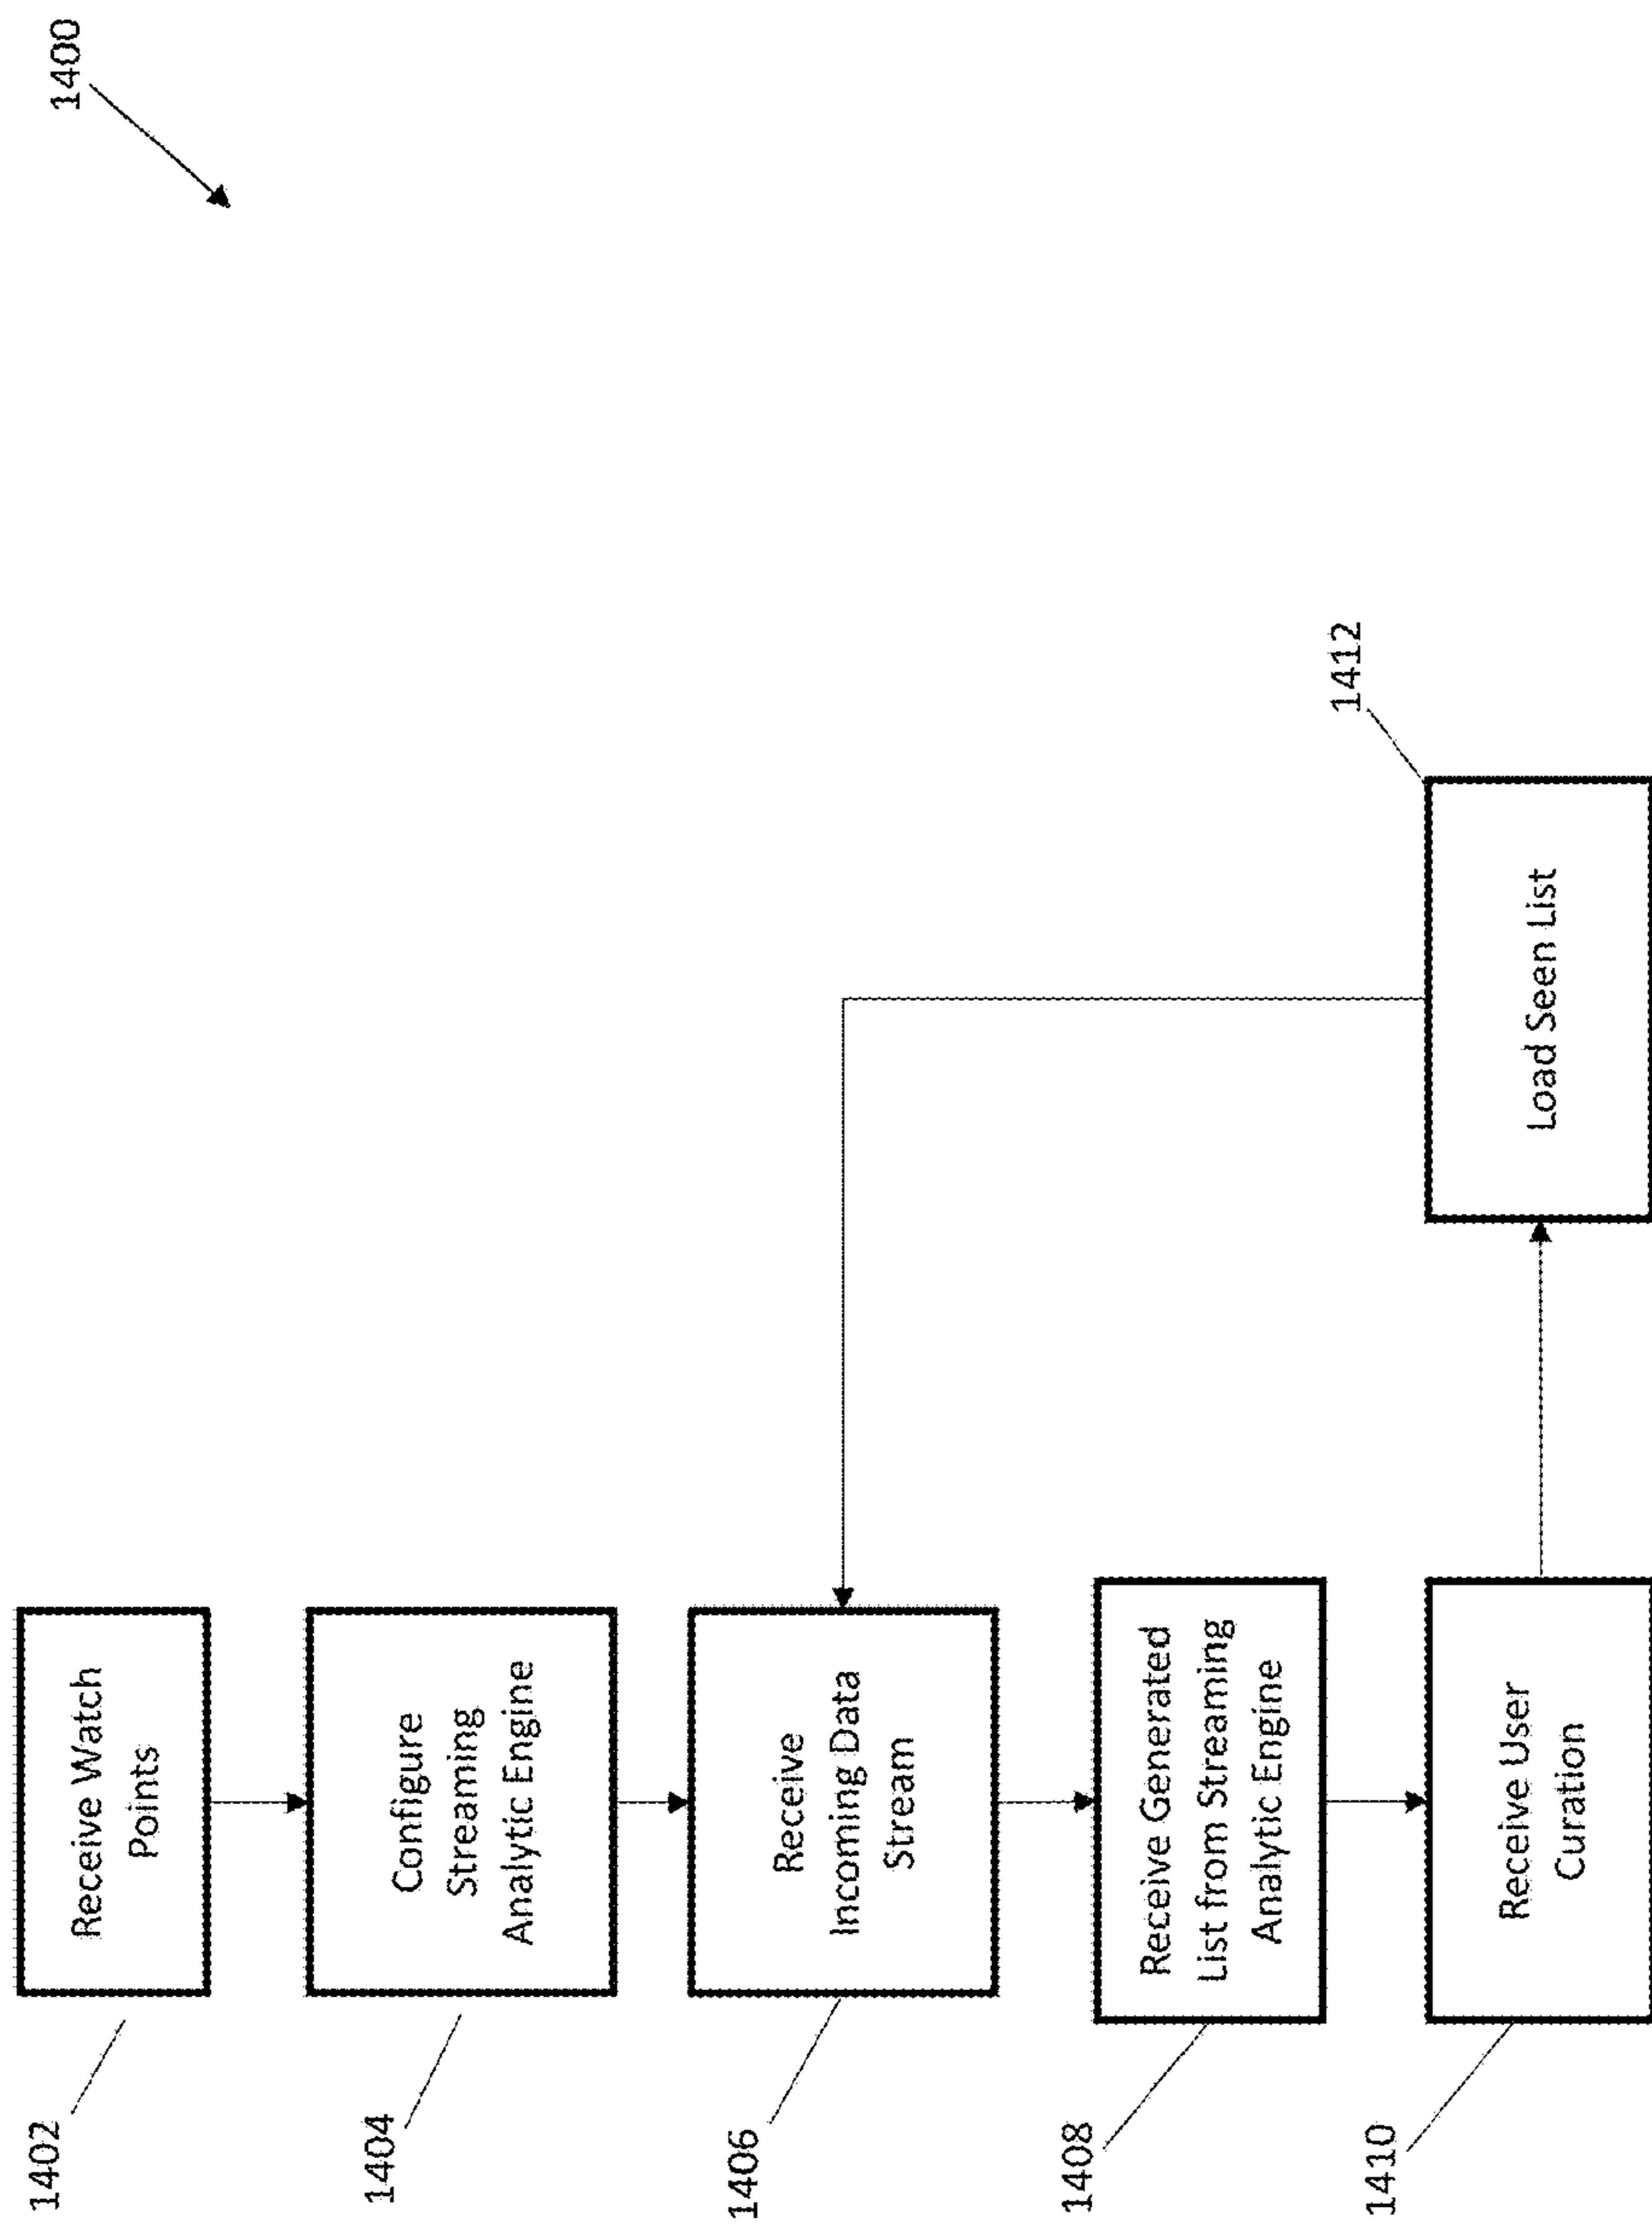 1400
1402
Receive Watch
Points
1404
Configure
Streaming
Analytic Engine
1406
Receive
Incoming Data
Stream
1408
Receive Generated
List from Streaming
Analytic Engine
1410
Receive User
Curation
1412
Load Seen List